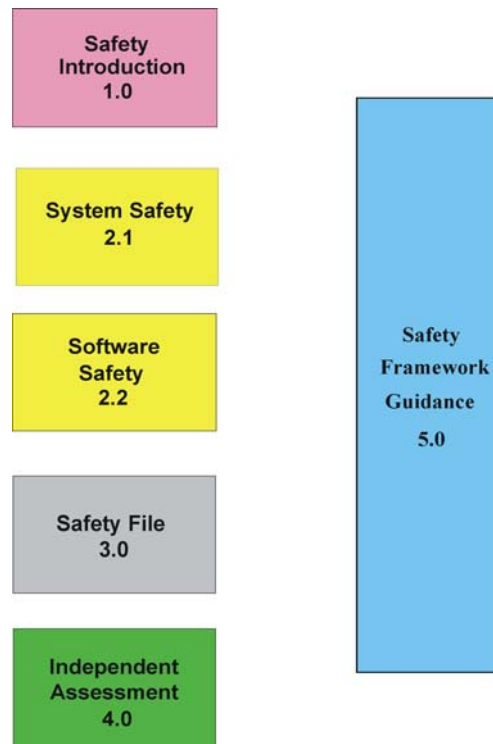 Safety
Introduction
1.0
System Safety
2.1
Software
Safety
2.2
Safety File
3.0
Independent
Assessment
4.0
Safety
Framework
Guidance
5.0